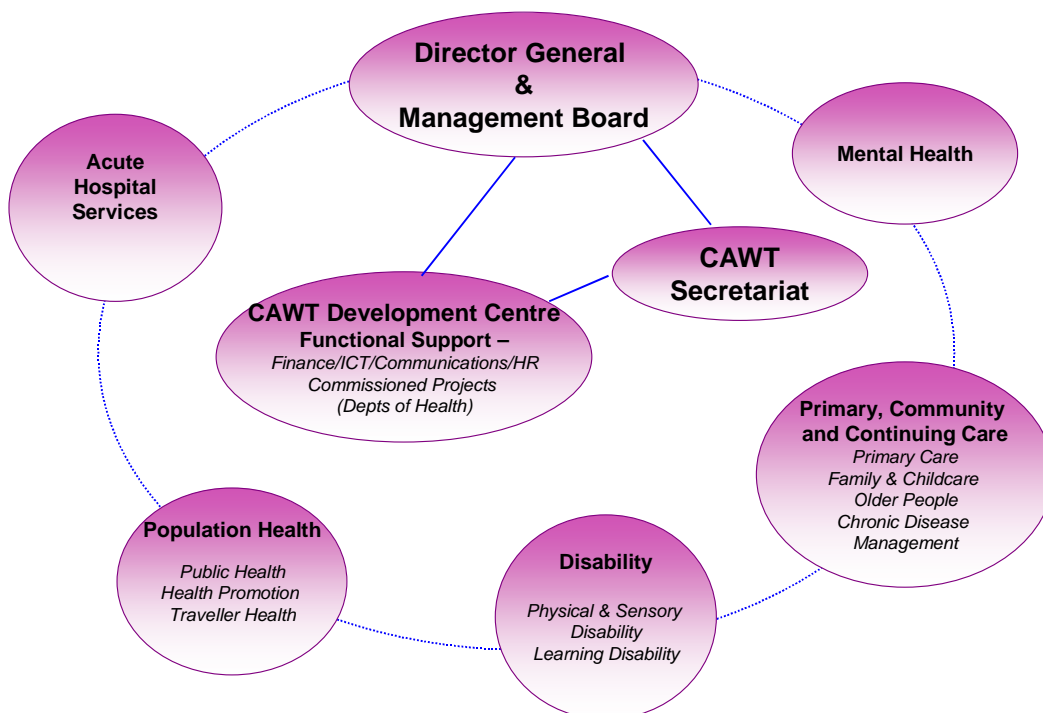 Director General
&
Management Board
Acute
Hospital
Services
Mental Health
CAWT
Secretariat
CAWT Development Centre
Functional Support –
Finance/ICT/Communications/HR
Commissioned Projects
(Depts of Health)
Primary, Community
and Continuing Care
Primary Care
Family & Childcare
Older People
Chronic Disease
Management
Population Health
Public Health
Health Promotion
Traveller Health
Disability
Physical & Sensory
Disability
Learning Disability